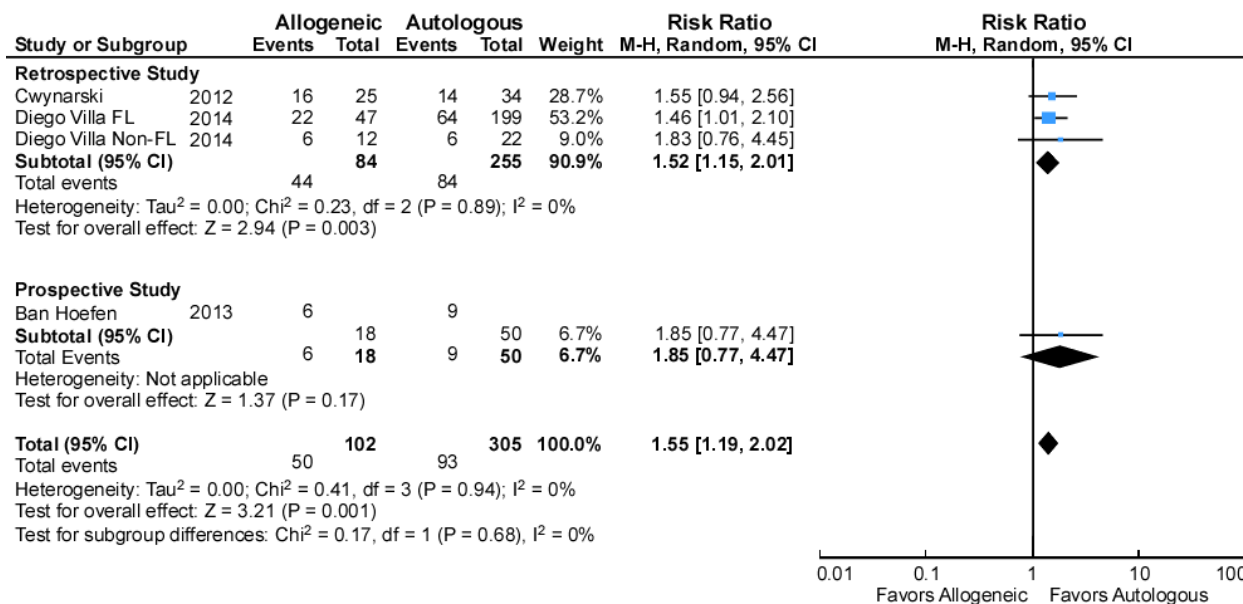 Allogeneic Autologous Risk Ratio Risk Ratio
Study or Subgroup Events Total Events Total Weight M-H, Random, 95% CI M-H, Random, 95% CI
Retrospective Study
Cwynarski 2012 16 25 14 34 28.7% 1.55 [0.94, 2.56]
Diego Villa FL 2014 22 47 64 199 53.2% 1.46 [1.01, 2.10]
Diego Villa Non-FL 2014 6 12 6 22 9.0% 1.83 [0.76, 4.45]
Subtotal (95% CI) 84 255 90.9% 1.52 [1.15, 2.01]
Total events 44 84
Heterogeneity: Tau² = 0.00; Chi² = 0.23, df = 2 (P = 0.89); I² = 0%
Test for overall effect: Z = 2.94 (P = 0.003)
Prospective Study
Ban Hoefen 2013 6 9
Subtotal (95% CI) 18 50 6.7% 1.85 [0.77, 4.47]
Total Events 6 18 9 50 6.7% 1.85 [0.77, 4.47]
Heterogeneity: Not applicable
Test for overall effect: Z = 1.37 (P = 0.17)
Total (95% CI) 102 305 100.0% 1.55 [1.19, 2.02]
Total events 50 93
Heterogeneity: Tau² = 0.00; Chi² = 0.41, df = 3 (P = 0.94); I² = 0%
Test for overall effect: Z = 3.21 (P = 0.001)
Test for subgroup differences: Chi² = 0.17, df = 1 (P = 0.68), I² = 0%
0.01 0.1 1 10 100
Favors Allogeneic Favors Autologous